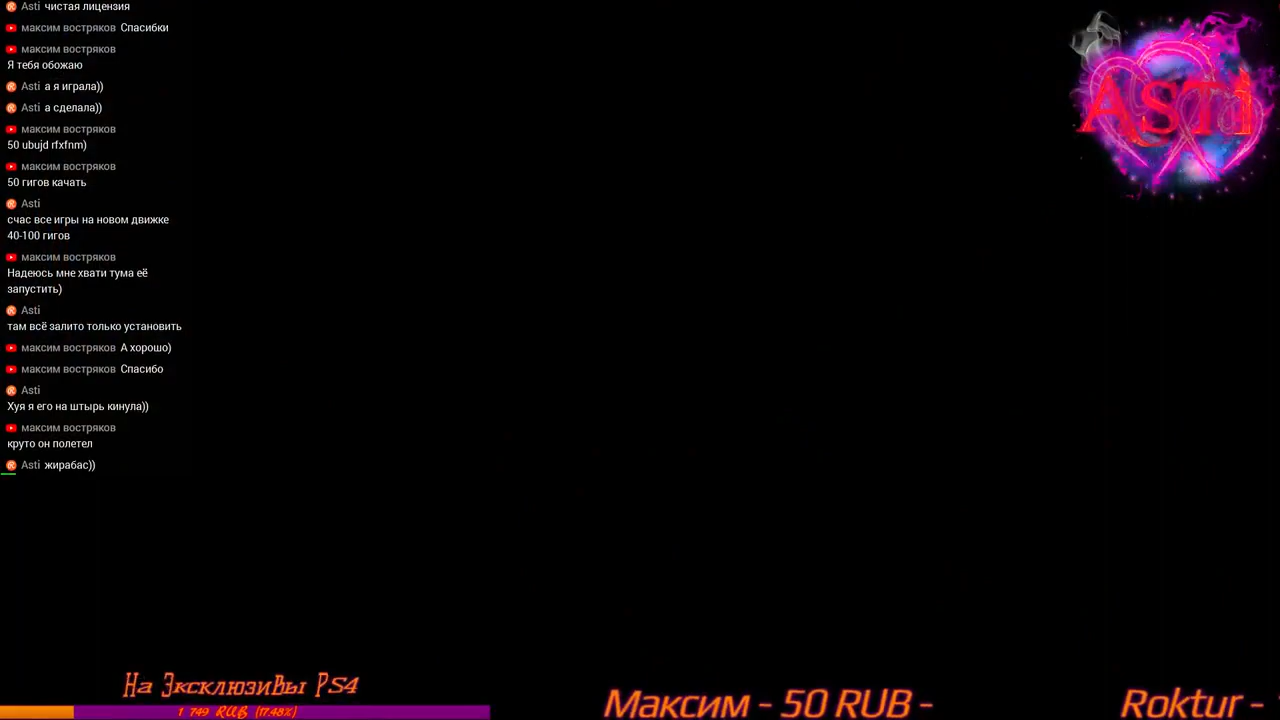 Asti чистая лицензия
максим востряков Спасибки
максим востряков
Я тебя обожаю
Asti а я играла))
Asti а сделала))
максим востряков
50 ubujd rfxfnm)
максим востряков
50 гигов качать
Asti
счас все игры на новом движке
40-100 гигов
максим востряков
Надеюсь мне хвати тума её
запустить)
Asti
там всё залито только установить
максим востряков А хорошо)
максим востряков Спасибо
Asti
Хуя я его на штырь кинула))
максим востряков
круто он полетел
Asti жирабас))
ASTI
На Эксклюзивы PS4
1 749 RUB (17.48%)
Максим - 50 RUB -
Roktur -